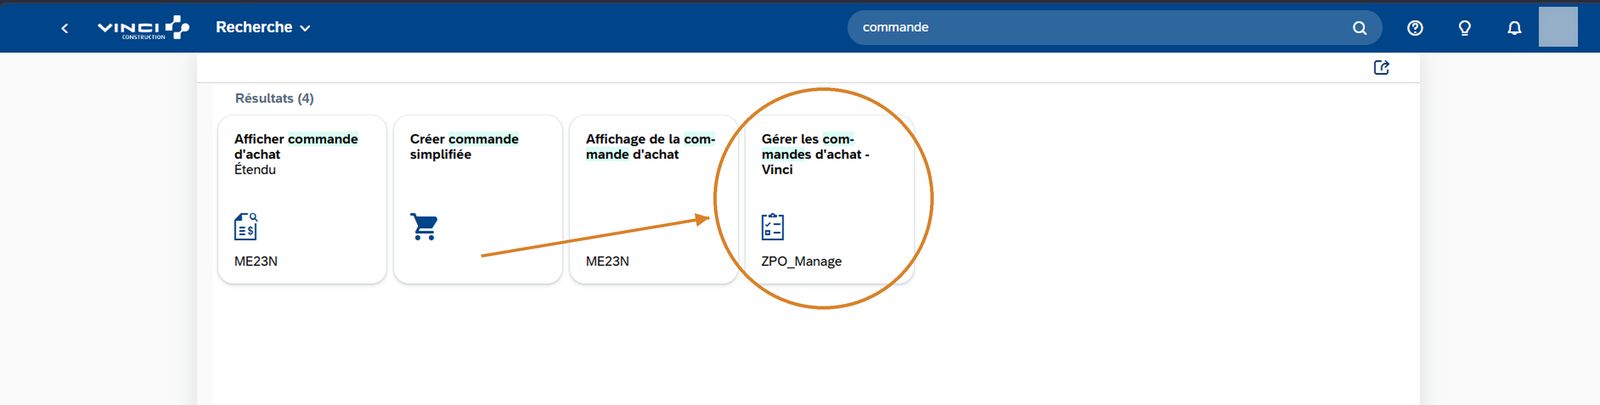 VINCI
CONSTRUCTION
Recherche
commande
Résultats (4)
Afficher commande
d'achat
Étendu
ME23N
Créer commande
simplifiée
Affichage de la com-
mande d'achat
ME23N
Gérer les com-
mandes d'achat -
Vinci
ZPO_Manage